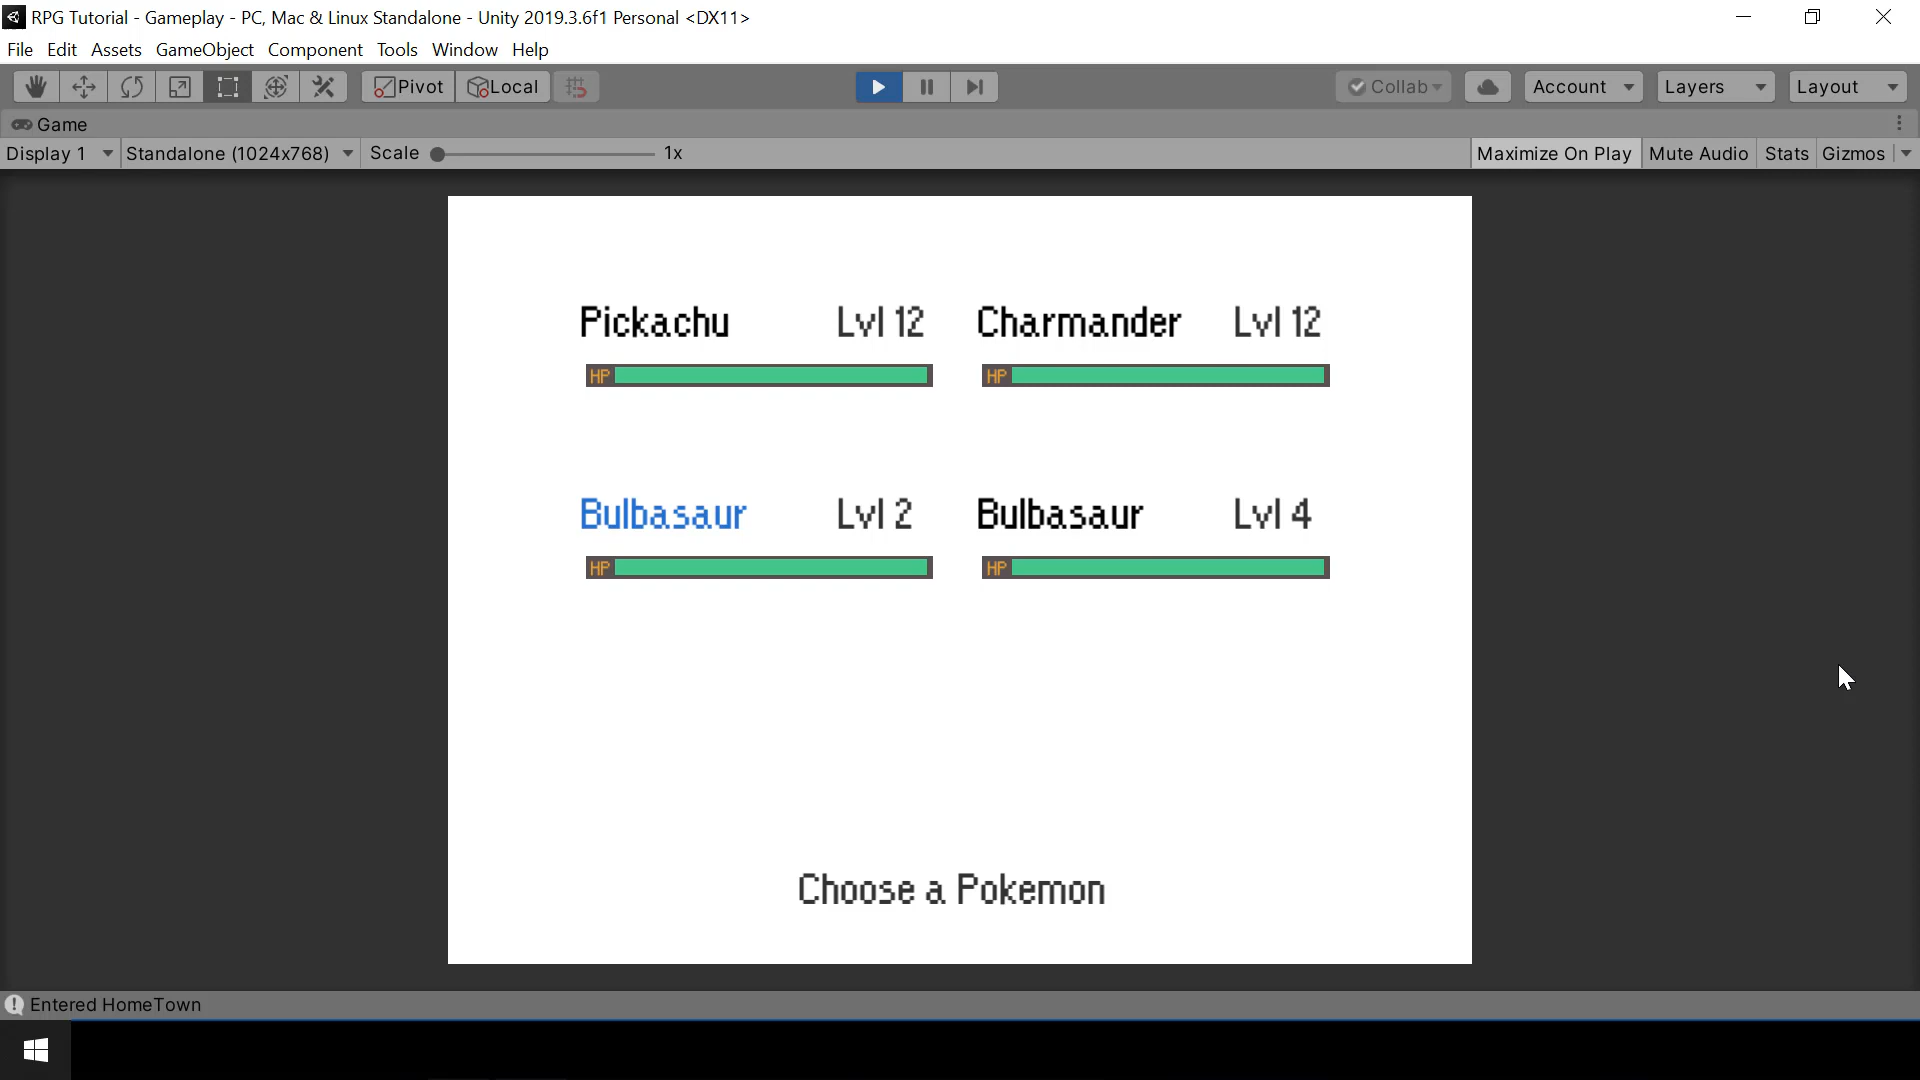 RPG Tutorial - Gameplay - PC, Mac & Linux Standalone - Unity 2019.3.6f1 Personal <DX11>
File Edit Assets GameObject Component Tools Window Help
Pivot Local Collab Account Layers Layout
Game
Display 1 Standalone (1024x768) Scale 1x Maximize On Play Mute Audio Stats Gizmos
Pickachu Lvl 12 Charmander Lvl 12
HP HP
Bulbasaur Lvl 2 Bulbasaur Lvl 4
HP HP
Choose a Pokemon
Entered HomeTown